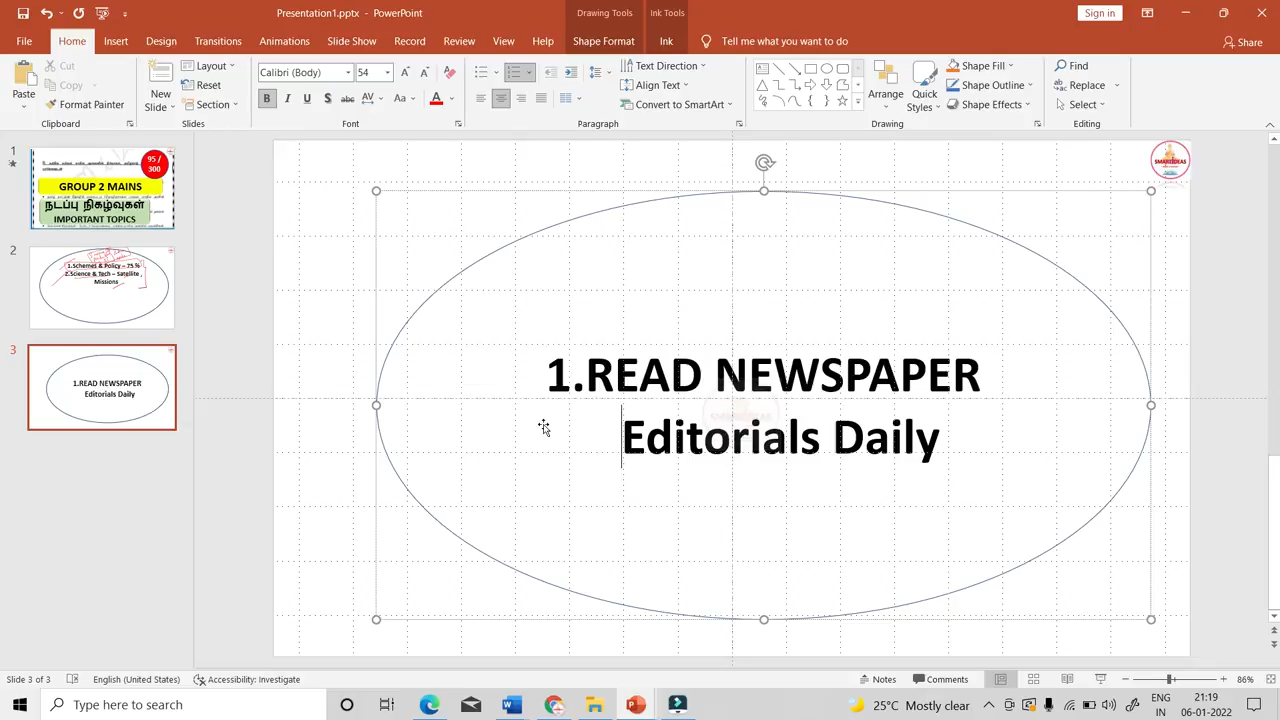 Presentation1.pptx - PowerPoint
Drawing Tools
Ink Tools
Sign in
File
Home
Insert
Design
Transitions
Animations
Slide Show
Record
Review
View
Help
Shape Format
Ink
Tell me what you want to do
Share
Paste
Cut
Copy
Format Painter
Clipboard
New Slide
Layout
Reset
Section
Slides
Calibri (Body)
54
Font
Text Direction
Align Text
Convert to SmartArt
Paragraph
Arrange
Quick Styles
Shape Fill
Shape Outline
Shape Effects
Drawing
Find
Replace
Select
Editing
1
95 / 300
GROUP 2 MAINS
நடப்பு நிகழ்வுகள்
IMPORTANT TOPICS
2
1.Schemes & Policy – 75 %
2.Science & Tech – Satellite ,
Missions
3
1.READ NEWSPAPER
Editorials Daily
SMART IDEAS
1.READ NEWSPAPER
Editorials Daily
Slide 3 of 3
English (United States)
Accessibility: Investigate
Notes
Comments
86%
Type here to search
25°C Mostly clear
ENG
IN
21:19
06-01-2022